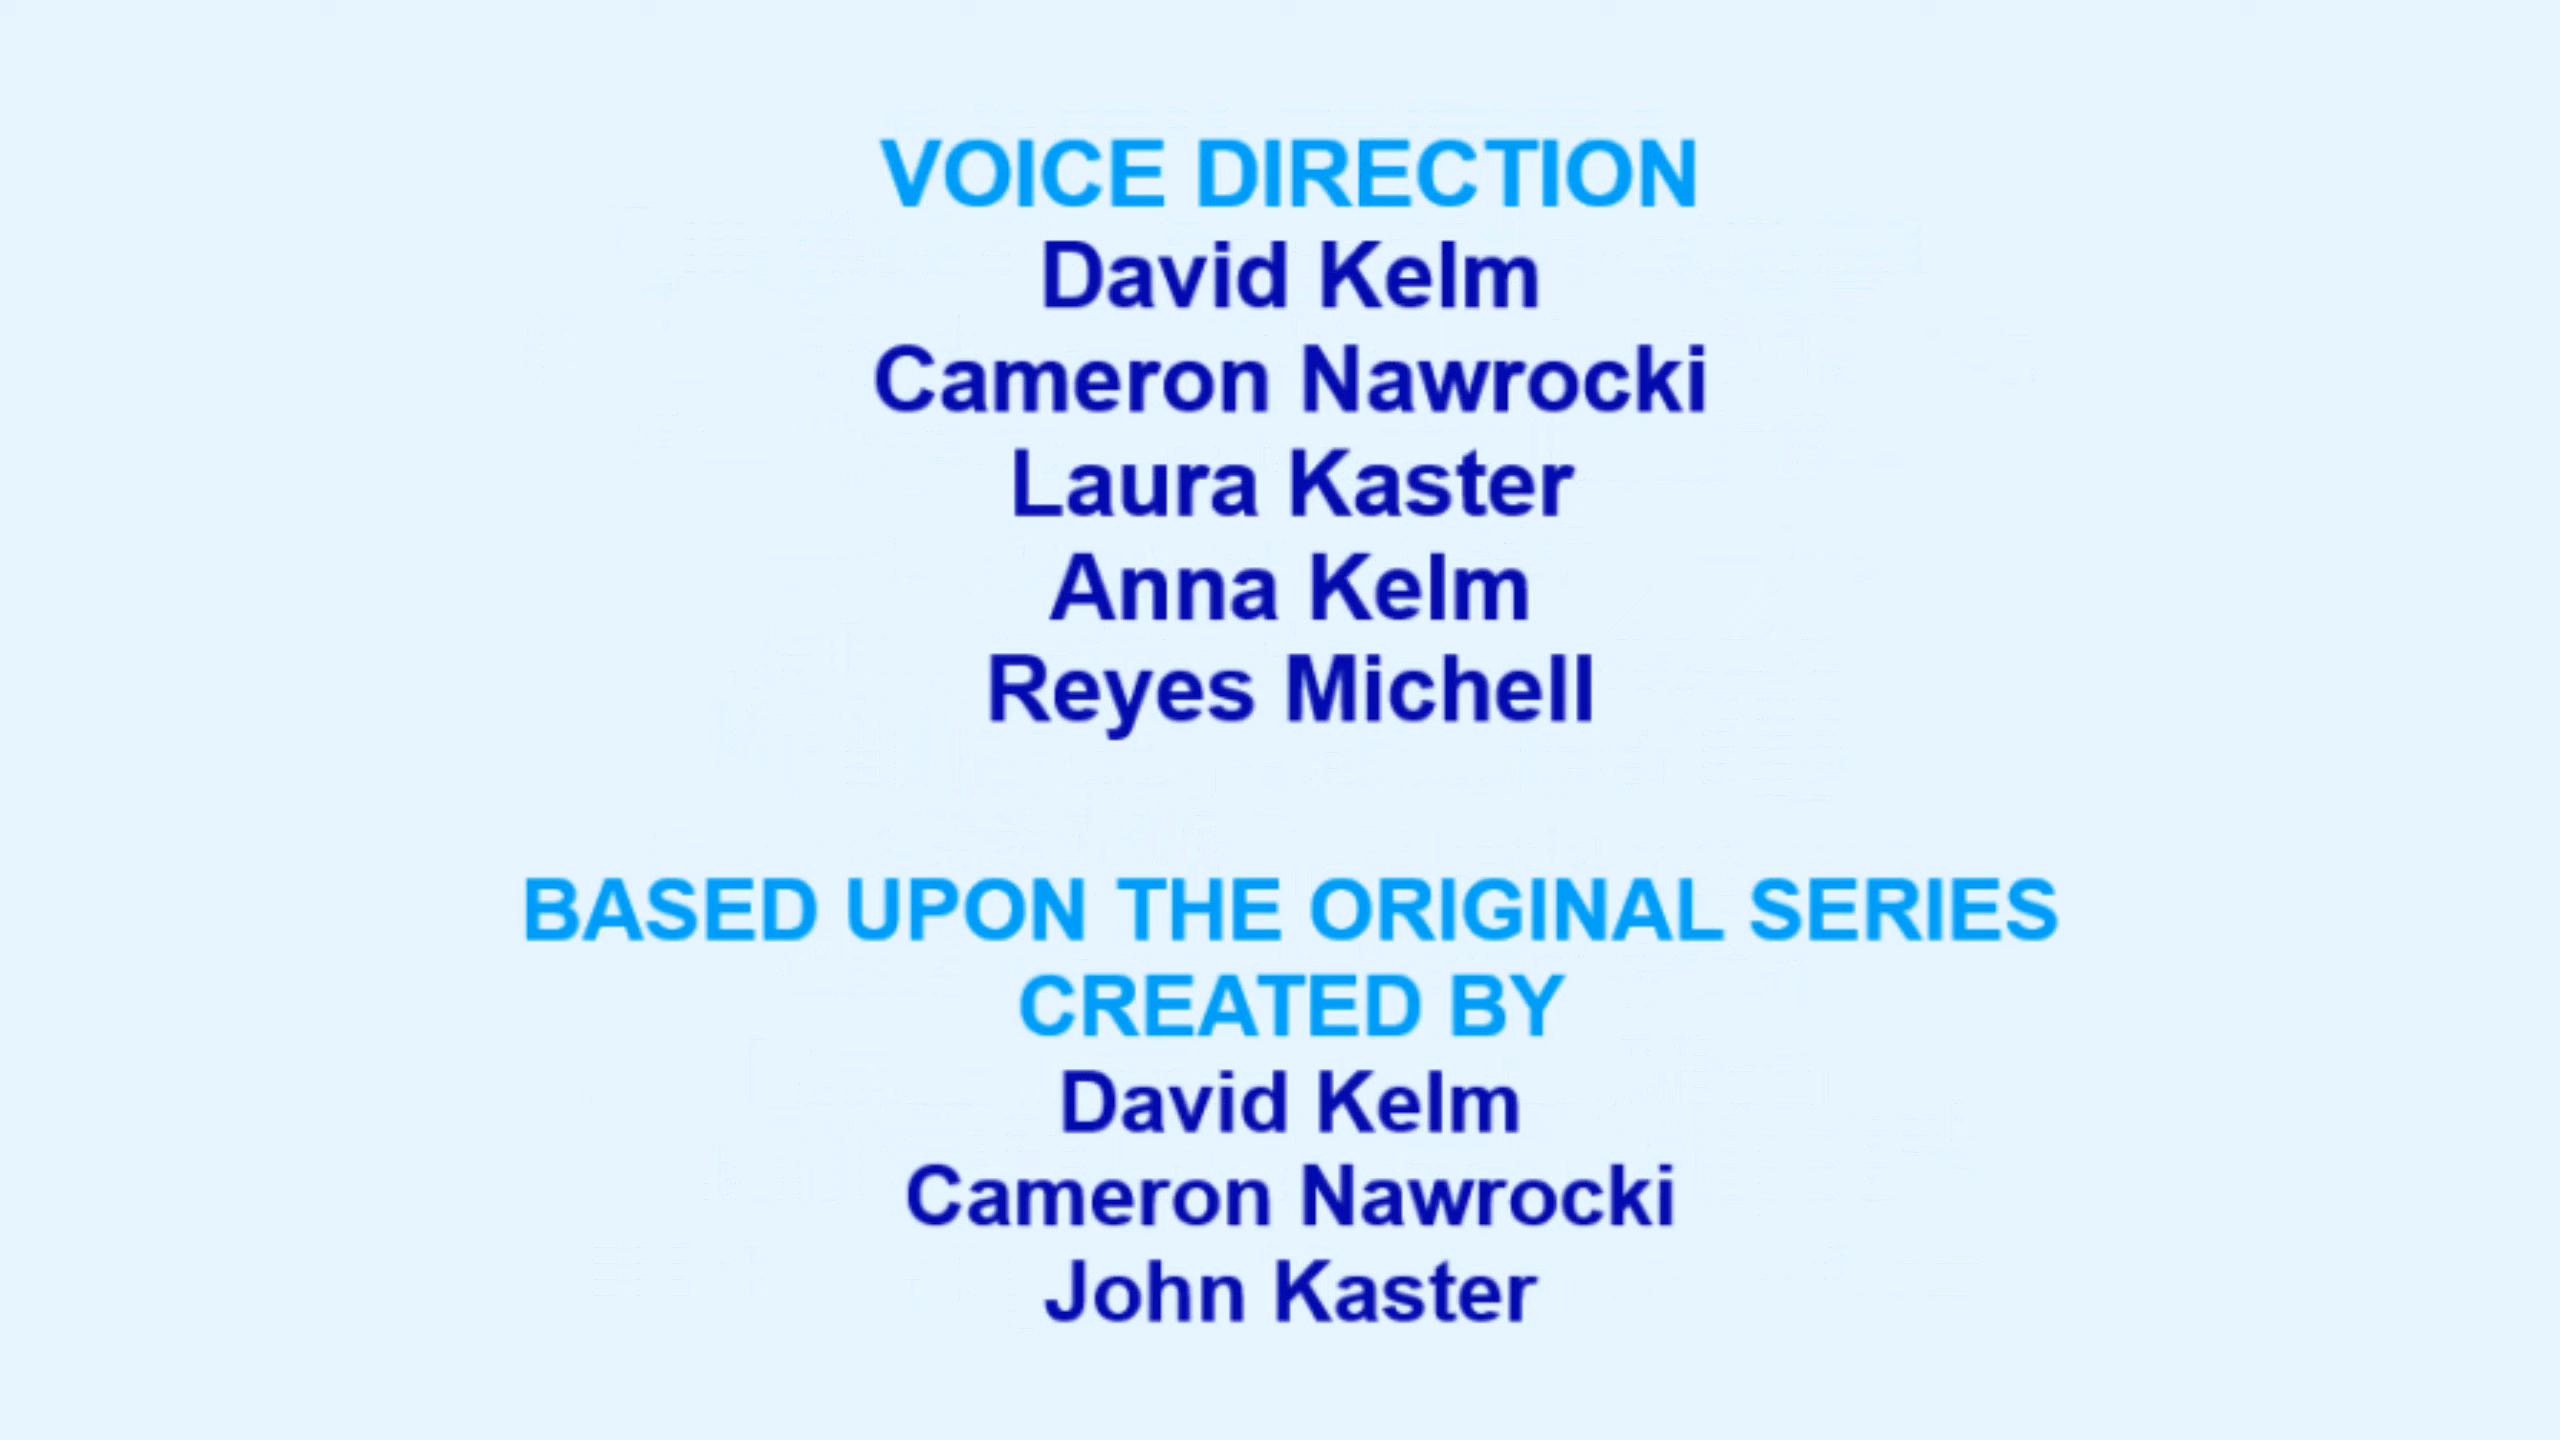 VOICE DIRECTION
David Kelm
Cameron Nawrocki
Laura Kaster
Anna Kelm
Reyes Michell
BASED UPON THE ORIGINAL SERIES
CREATED BY
David Kelm
Cameron Nawrocki
John Kaster